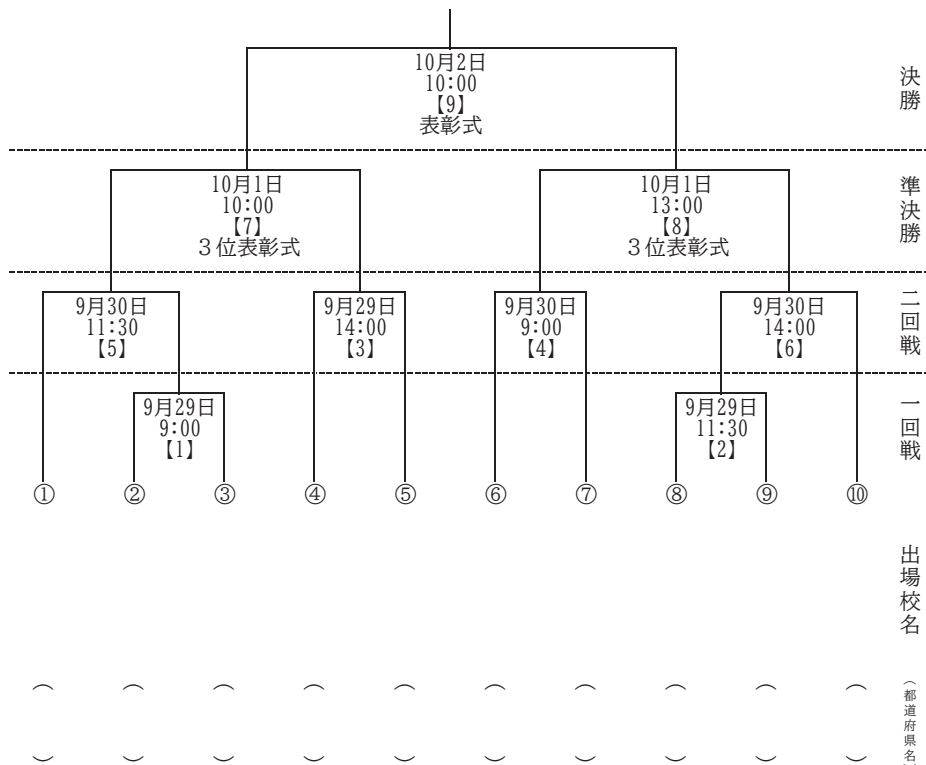 10月2日
10:00
【9】
表彰式
決勝
10月1日
10:00
【7】
３位表彰式
10月1日
13:00
【8】
３位表彰式
準決勝
9月30日
11:30
【5】
9月29日
14:00
【3】
9月30日
9:00
【4】
9月30日
14:00
【6】
二回戦
9月29日
9:00
【1】
9月29日
11:30
【2】
一回戦
① ② ③ ④ ⑤ ⑥ ⑦ ⑧ ⑨ ⑩
出場校名
（ ） （ ） （ ） （ ） （ ） （ ） （ ） （ ） （ ） （ ）
（都道府県名）